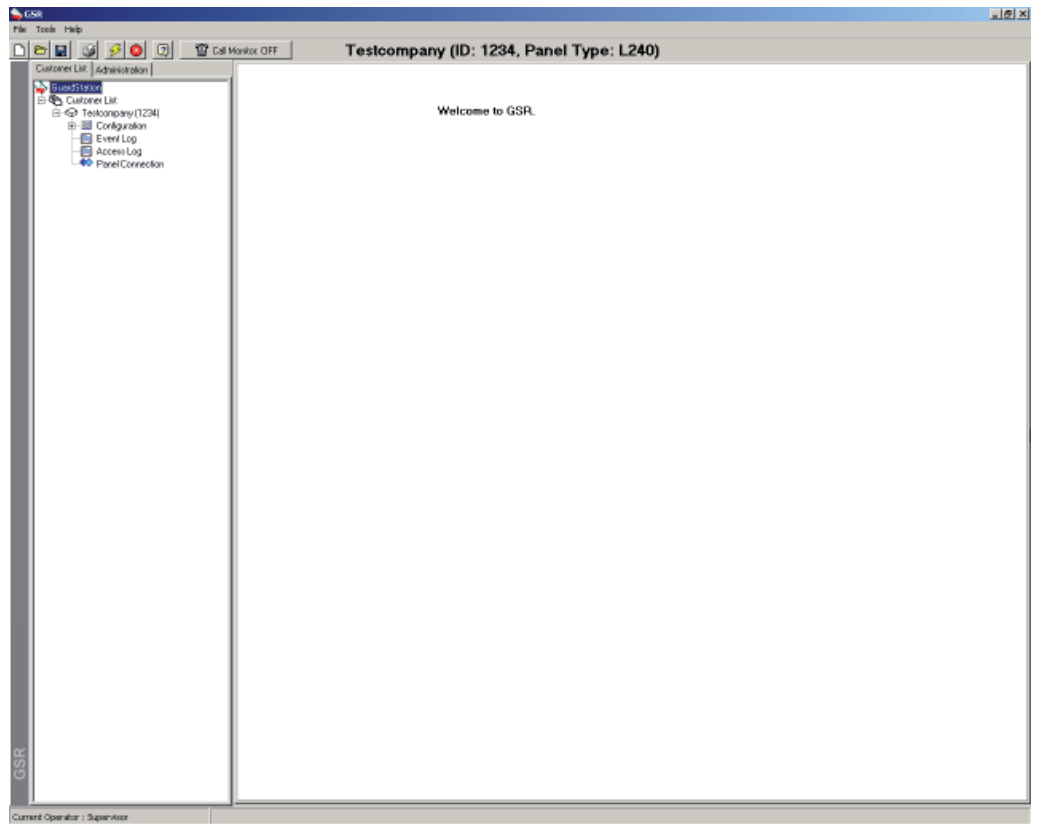 GSR
File Tools Help
Call Monitor OFF
Testcompany (ID: 1234, Panel Type: L240)
Customer List Administration
GuardStation
Customer List
Testcompany (1234)
Configuration
Event Log
Access Log
Panel Connection
Welcome to GSR.
GSR
Current Operator : Supervisor